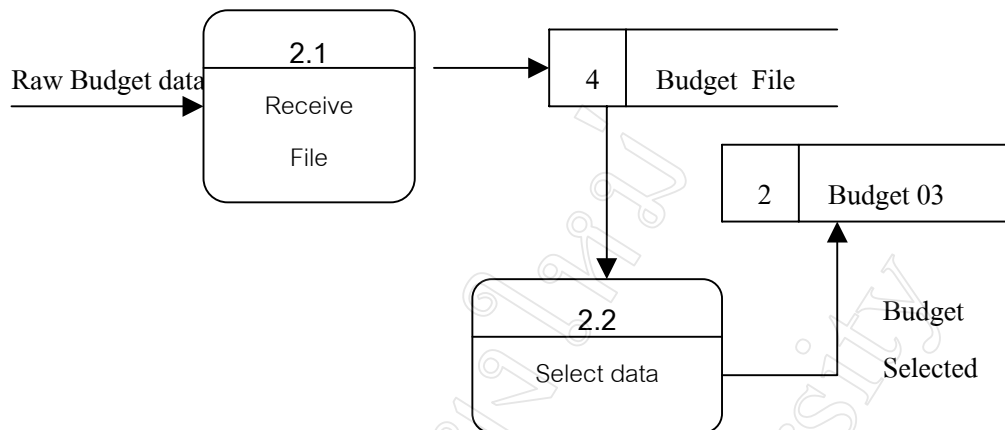 Raw Budget data
2.1
Receive
File
4
Budget File
2
Budget 03
2.2
Select data
Budget
Selected